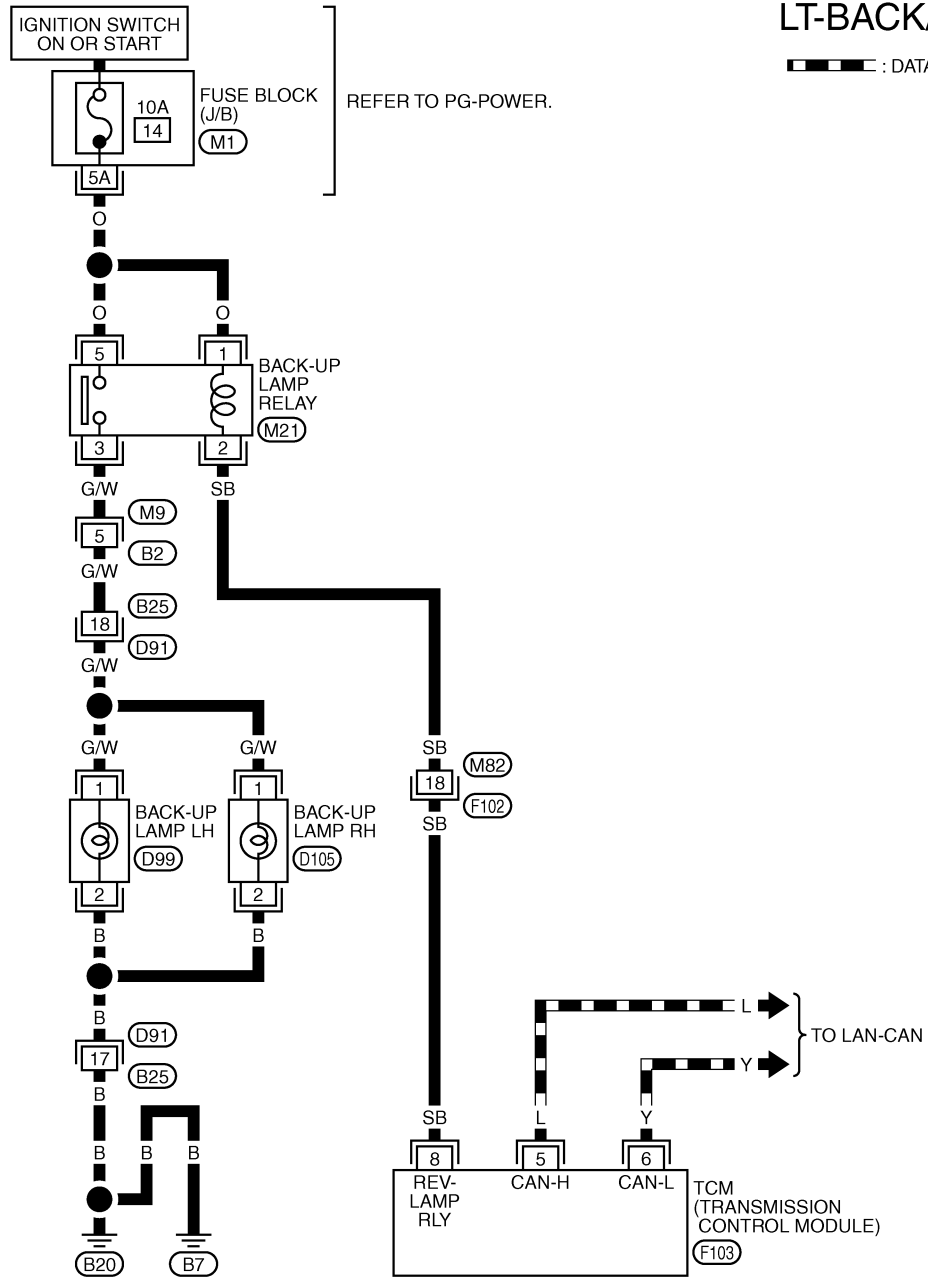 LT-BACK/
: DATA
IGNITION SWITCH
ON OR START
10A
14
FUSE BLOCK
(J/B)
M1
REFER TO PG-POWER.
5A
O
O
O
5
1
BACK-UP
LAMP
RELAY
M21
3
2
G/W
SB
M9
5
B2
G/W
B25
18
D91
G/W
G/W
G/W
SB
M82
18
F102
SB
1
BACK-UP
LAMP LH
D99
2
1
BACK-UP
LAMP RH
D105
2
B
B
B
D91
17
B25
B
B
B
B
B20
B7
L
Y
TO LAN-CAN
SB
L
Y
8
5
6
REV-
LAMP
RLY
CAN-H
CAN-L
TCM
(TRANSMISSION
CONTROL MODULE)
F103